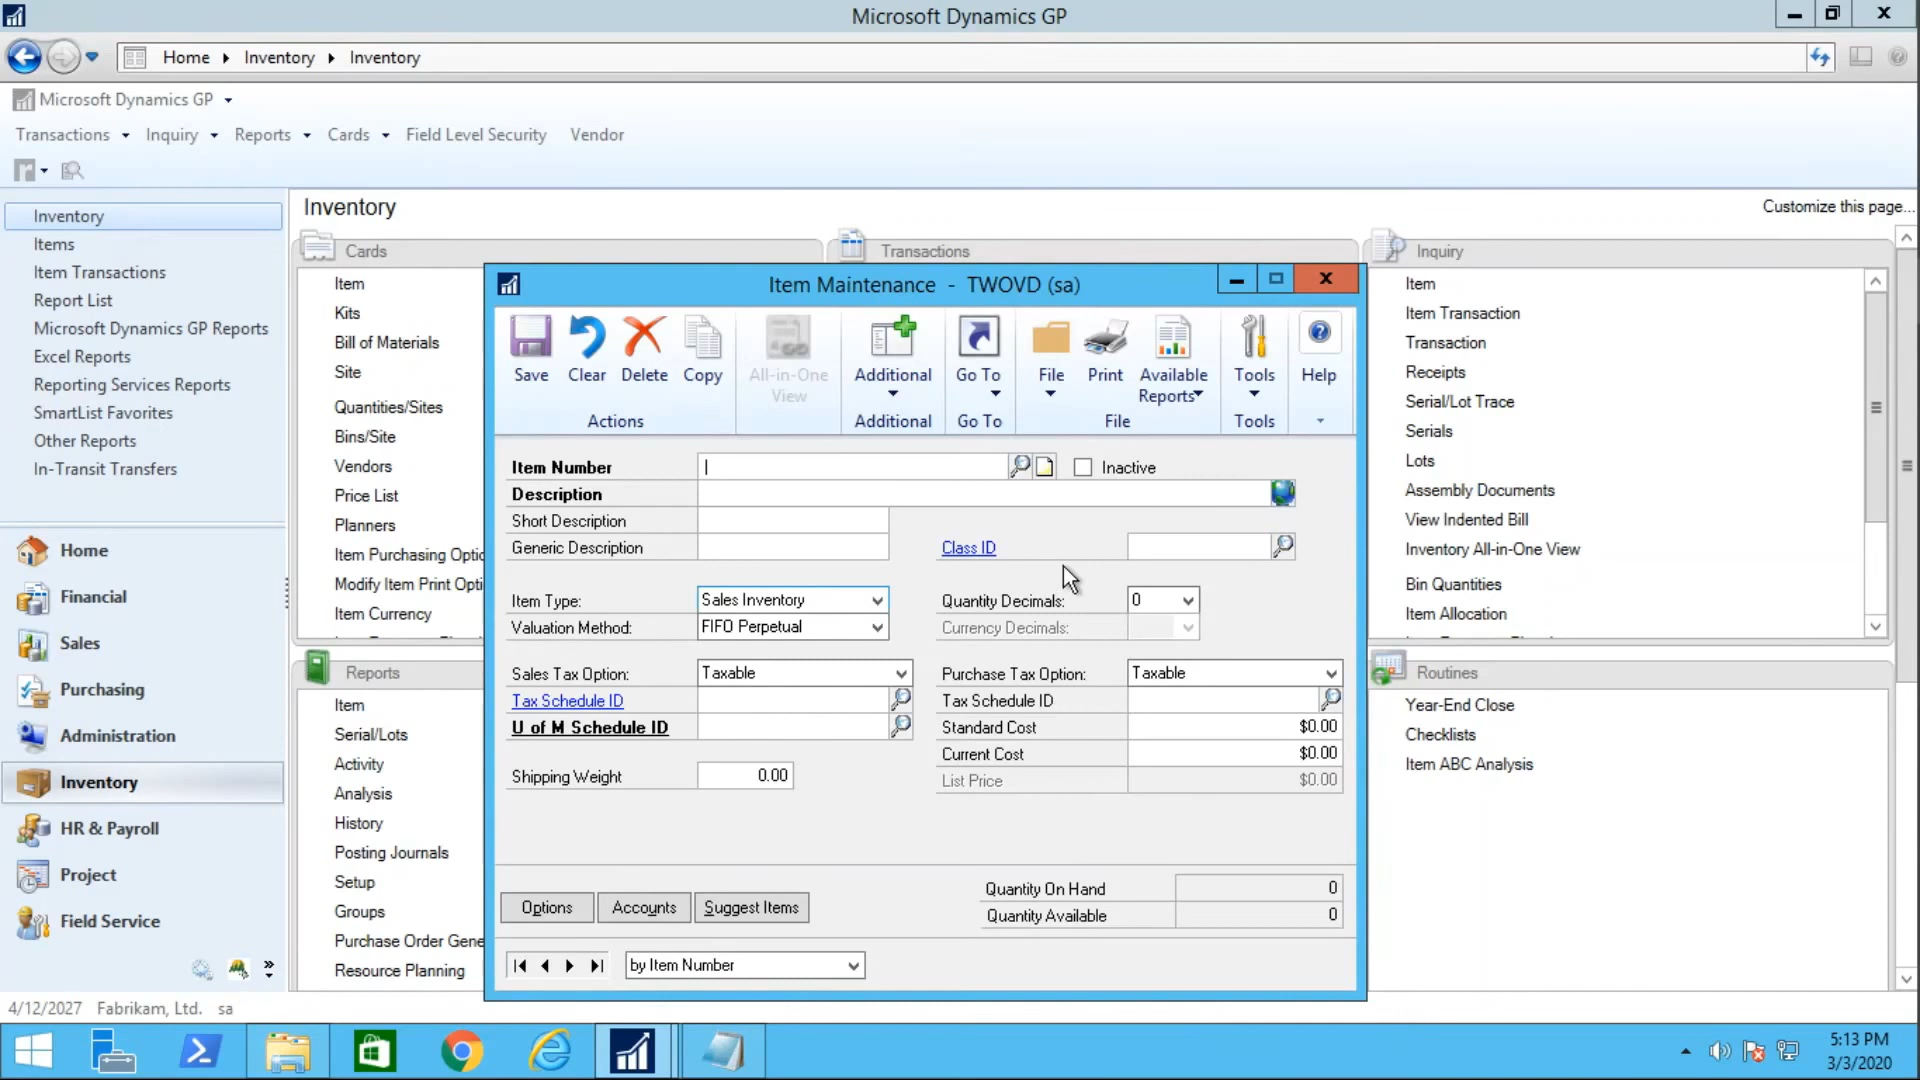 Microsoft Dynamics GP
Home Inventory Inventory
Microsoft Dynamics GP
Transactions Inquiry Reports Cards Field Level Security Vendor
Inventory
Items
Item Transactions
Report List
Microsoft Dynamics GP Reports
Excel Reports
Reporting Services Reports
SmartList Favorites
Other Reports
In-Transit Transfers
Home
Financial
Sales
Purchasing
Administration
Inventory
HR & Payroll
Project
Field Service
Inventory
Customize this page...
Cards
Item
Kits
Bill of Materials
Site
Quantities/Sites
Bins/Site
Vendors
Price List
Planners
Item Purchasing Optic
Modify Item Print Opti
Item Currency
Reports
Item
Serial/Lots
Activity
Analysis
History
Posting Journals
Setup
Groups
Purchase Order Gene
Resource Planning
Transactions
Item Maintenance - TWOVD (sa)
Save Clear Delete Copy
Actions
All-in-One
View
Additional
Additional
Go To
Go To
File Print Available
Reports
File
Tools
Tools
Help
Item Number
Inactive
Description
Short Description
Generic Description
Class ID
Item Type: Sales Inventory
Quantity Decimals: 0
Valuation Method: FIFO Perpetual
Currency Decimals:
Sales Tax Option: Taxable
Purchase Tax Option: Taxable
Tax Schedule ID
Tax Schedule ID
U of M Schedule ID
Standard Cost $0.00
Current Cost $0.00
Shipping Weight 0.00
List Price $0.00
Options Accounts Suggest Items
Quantity On Hand 0
Quantity Available 0
by Item Number
Inquiry
Item
Item Transaction
Transaction
Receipts
Serial/Lot Trace
Serials
Lots
Assembly Documents
View Indented Bill
Inventory All-in-One View
Bin Quantities
Item Allocation
Routines
Year-End Close
Checklists
Item ABC Analysis
4/12/2027 Fabrikam, Ltd. sa
5:13 PM
3/3/2020